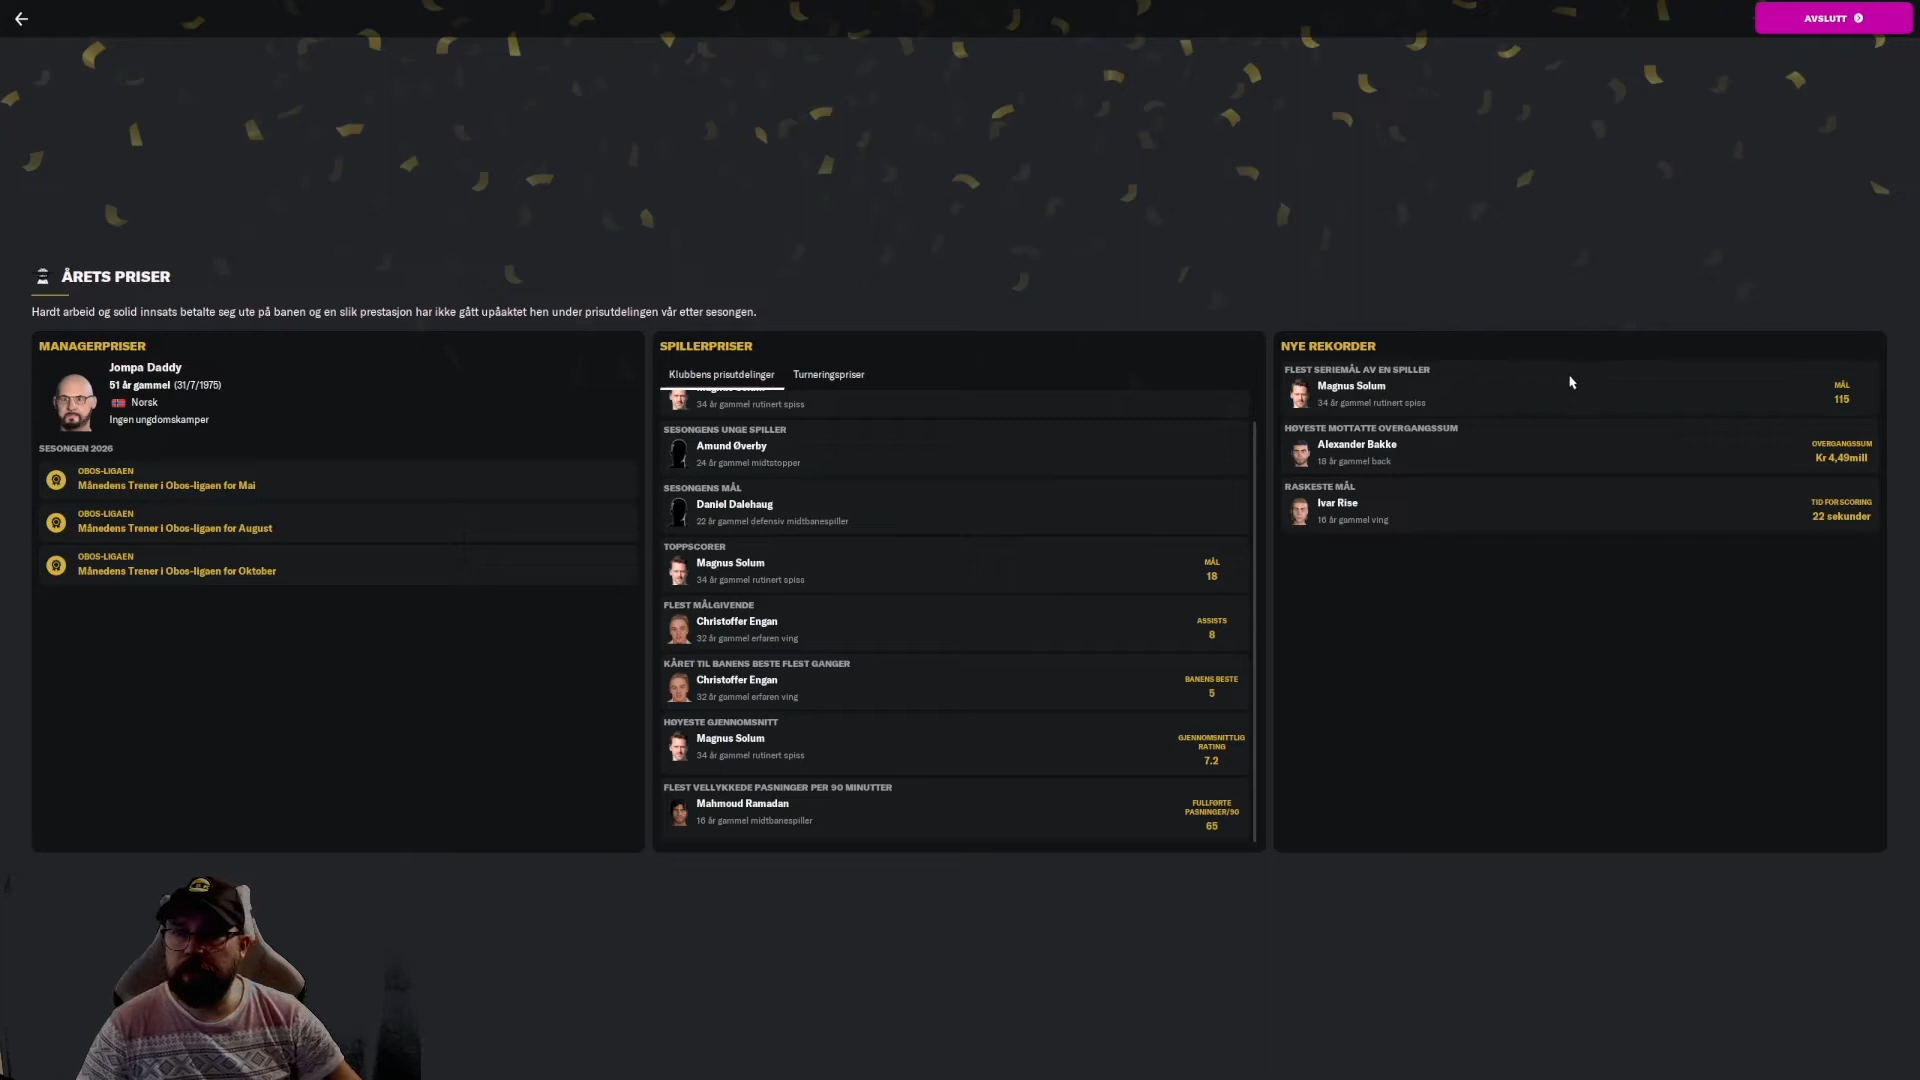 AVSLUTT
ÅRETS PRISER
Hardt arbeid og solid innsats betalte seg ute på banen og en slik prestasjon har ikke gått upåaktet hen under prisutdelingen vår etter sesongen.
MANAGERPRISER
Jompa Daddy
51 år gammel (31/7/1975)
Norsk
Ingen ungdomskamper
SESONGEN 2026
OBOS-LIGAEN
Månedens Trener i Obos-ligaen for Mai
OBOS-LIGAEN
Månedens Trener i Obos-ligaen for August
OBOS-LIGAEN
Månedens Trener i Obos-ligaen for Oktober
SPILLERPRISER
Klubbens prisutdelinger
Turneringspriser
34 år gammel rutinert spiss
SESONGENS UNGE SPILLER
Amund Øverby
24 år gammel midtstopper
SESONGENS MÅL
Daniel Dalehaug
22 år gammel defensiv midtbanespiller
TOPPSCORER
Magnus Solum
34 år gammel rutinert spiss
MÅL
18
FLEST MÅLGIVENDE
Christoffer Engan
32 år gammel erfaren ving
ASSISTS
8
KÅRET TIL BANENS BESTE FLEST GANGER
Christoffer Engan
32 år gammel erfaren ving
BANENS BESTE
5
HØYESTE GJENNOMSNITT
Magnus Solum
34 år gammel rutinert spiss
GJENNOMSNITTLIG
RATING
7.2
FLEST VELLYKKEDE PASNINGER PER 90 MINUTTER
Mahmoud Ramadan
16 år gammel midtbanespiller
FULLFØRTE
PASNINGER/90
65
NYE REKORDER
FLEST SERIEMÅL AV EN SPILLER
Magnus Solum
34 år gammel rutinert spiss
MÅL
115
HØYESTE MOTTATTE OVERGANGSSUM
Alexander Bakke
18 år gammel back
OVERGANGSSUM
Kr 4,49mill
RASKESTE MÅL
Ivar Rise
16 år gammel ving
TID FOR SCORING
22 sekunder